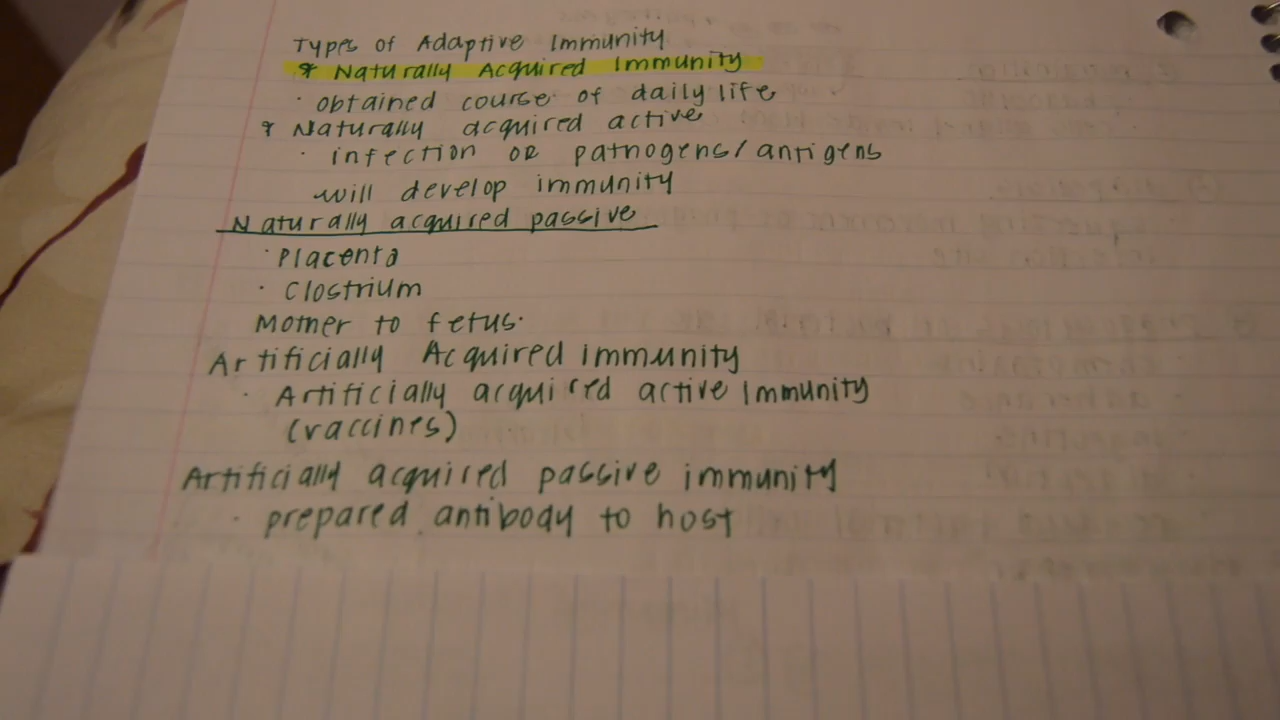 Types of Adaptive Immunity
* Naturally Acquired Immunity
· obtained course of daily life
* Naturally acquired active
· infection or pathogens/antigens
will develop immunity
Naturally acquired passive
· Placenta
· Clostrium
Mother to fetus.
Artificially Acquired immunity
· Artificially acquired active Immunity
(vaccines)
Artificially acquired passive immunity
· prepared antibody to host